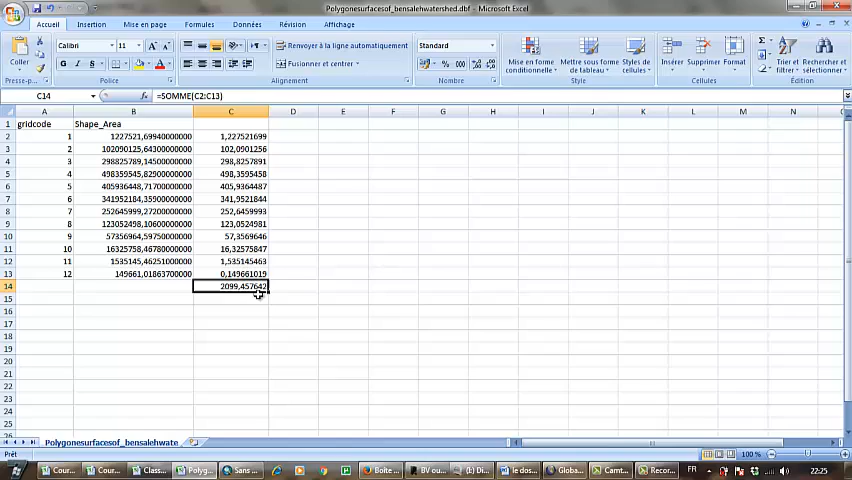 Polygonesurfacesof_bensalehwatershed.dbf - Microsoft Excel
Accueil Insertion Mise en page Formules Données Révision Affichage
Calibri 11 Renvoyer à la ligne automatiquement Standard
Coller G I S Fusionner et centrer % 000 Mise en forme conditionnelle Mettre sous forme de tableau Styles de cellules Insérer Supprimer Format Trier et filtrer Rechercher et sélectionner
Presse-p... Police Alignement Nombre Style Cellules Édition
C14 fx =SOMME(C2:C13)
A B C D E F G H I J K L M N
1 gridcode Shape_Area
2 1 1227521,69940000000 1,227521699
3 2 102090125,64300000000 102,0901256
4 3 298825789,14500000000 298,8257891
5 4 498359545,82900000000 498,3595458
6 5 405936448,71700000000 405,9364487
7 6 341952184,35900000000 341,9521844
8 7 252645999,27200000000 252,6459993
9 8 123052498,10600000000 123,0524981
10 9 57356964,59750000000 57,3569646
11 10 16325758,46780000000 16,32575847
12 11 1535145,46251000000 1,535145463
13 12 149661,01863700000 0,149661019
14 2099,457642
15
16
17
18
19
20
21
22
23
24
25
26
Polygonesurfacesof_bensalehwate
Prêt 100 %
Cour... Cour... Class... Polyg... Sans ... Boîte ... BV ou... (.) Di... le dos... Globa... Camt... Recor... FR 22:25